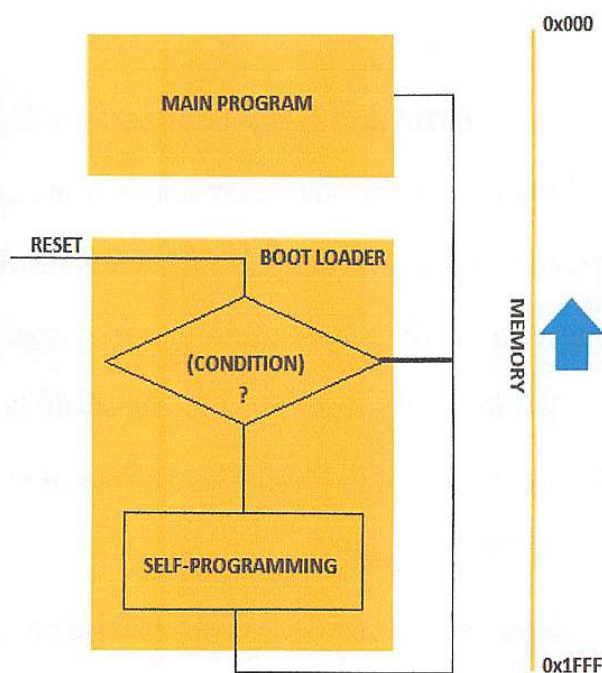 0x000
MAIN PROGRAM
RESET
BOOT LOADER
MEMORY
(CONDITION)
?
SELF-PROGRAMMING
0x1FFF